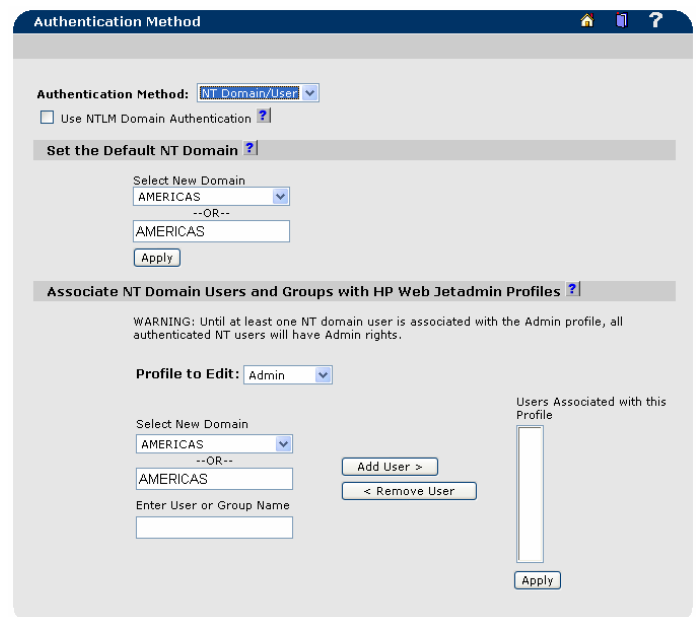 Authentication Method
?
Authentication Method: NT Domain/User
Use NTLM Domain Authentication ?
Set the Default NT Domain ?
Select New Domain
AMERICAS
--OR--
AMERICAS
Apply
Associate NT Domain Users and Groups with HP Web Jetadmin Profiles ?
WARNING: Until at least one NT domain user is associated with the Admin profile, all
authenticated NT users will have Admin rights.
Profile to Edit: Admin
Users Associated with this
Profile
Select New Domain
AMERICAS
--OR--
AMERICAS
Enter User or Group Name
Add User >
< Remove User
Apply